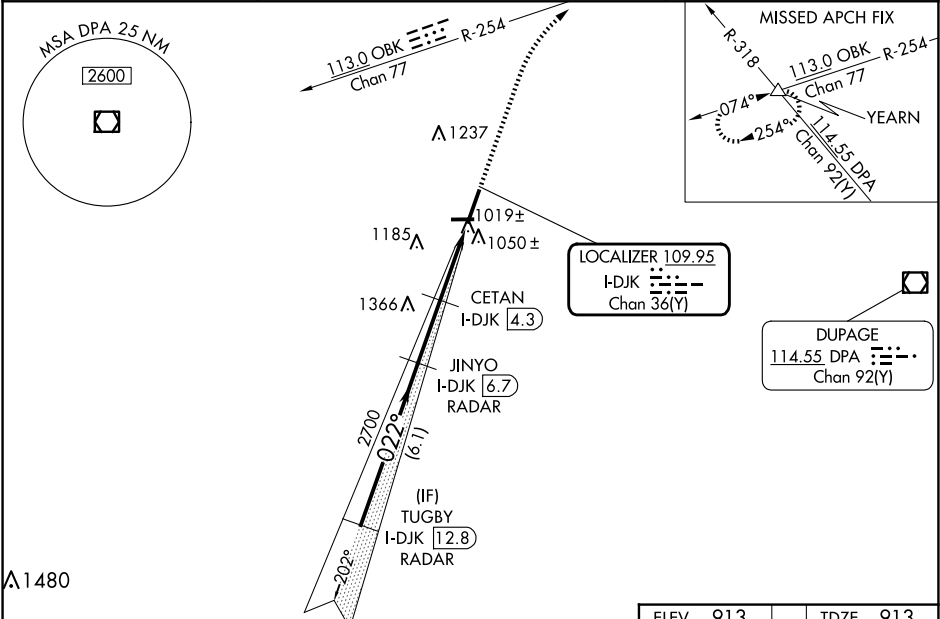 MSA DPA 25 NM
2600
113.0 OBK R-254
Chan 77
1237
1019±
1185
1050±
1366
CETAN
I-DJK 4.3
JINYO
I-DJK 6.7
RADAR
2700
022°
(6.1)
(IF)
TUGBY
I-DJK 12.8
RADAR
202°
1480
LOCALIZER 109.95
I-DJK
Chan 36(Y)
MISSED APCH FIX
R-318
113.0 OBK R-254
Chan 77
074°
254°
YEARN
114.55 DPA
Chan 92(Y)
DUPAGE
114.55 DPA
Chan 92(Y)
ELEV 913 TDZE 913